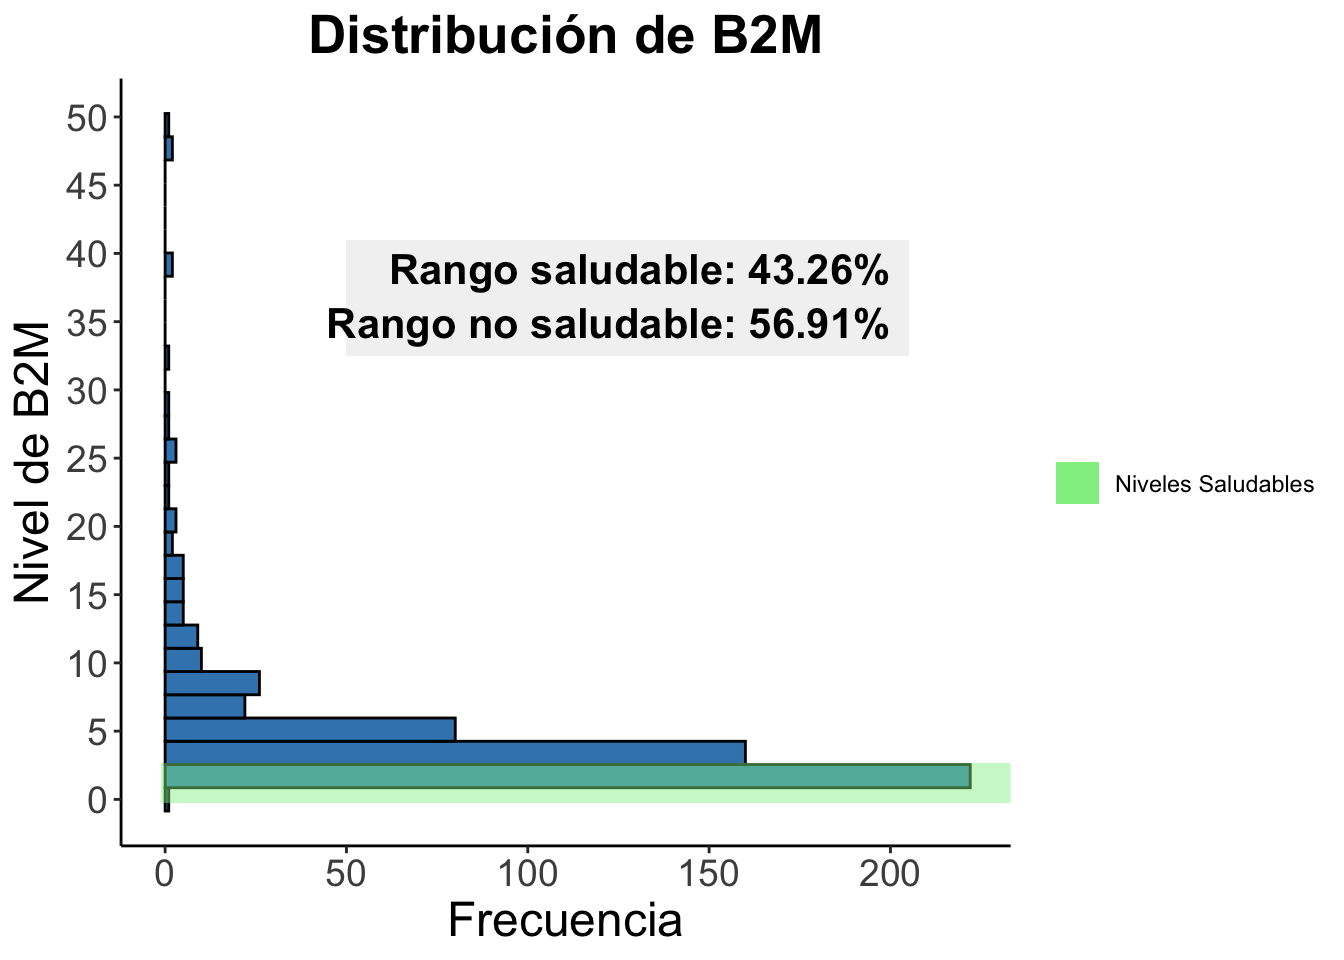 Distribución de B2M
Nivel de B2M
50
45
40
35
30
25
20
15
10
5
0
Rango saludable: 43.26%
Rango no saludable: 56.91%
Niveles Saludables
0 50 100 150 200
Frecuencia